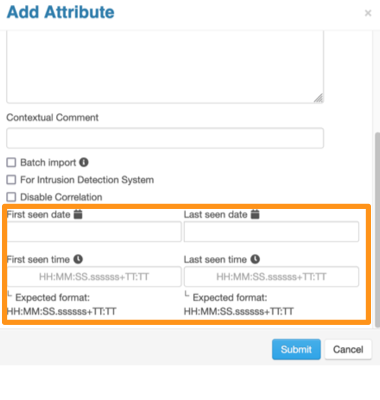 Add Attribute
×
Contextual Comment
Batch import
For Intrusion Detection System
Disable Correlation
First seen date Last seen date
First seen time Last seen time
HH:MM:SS.ssssss+TT:TT HH:MM:SS.ssssss+TT:TT
Expected format: Expected format:
HH:MM:SS.ssssss+TT:TT HH:MM:SS.ssssss+TT:TT
Submit Cancel